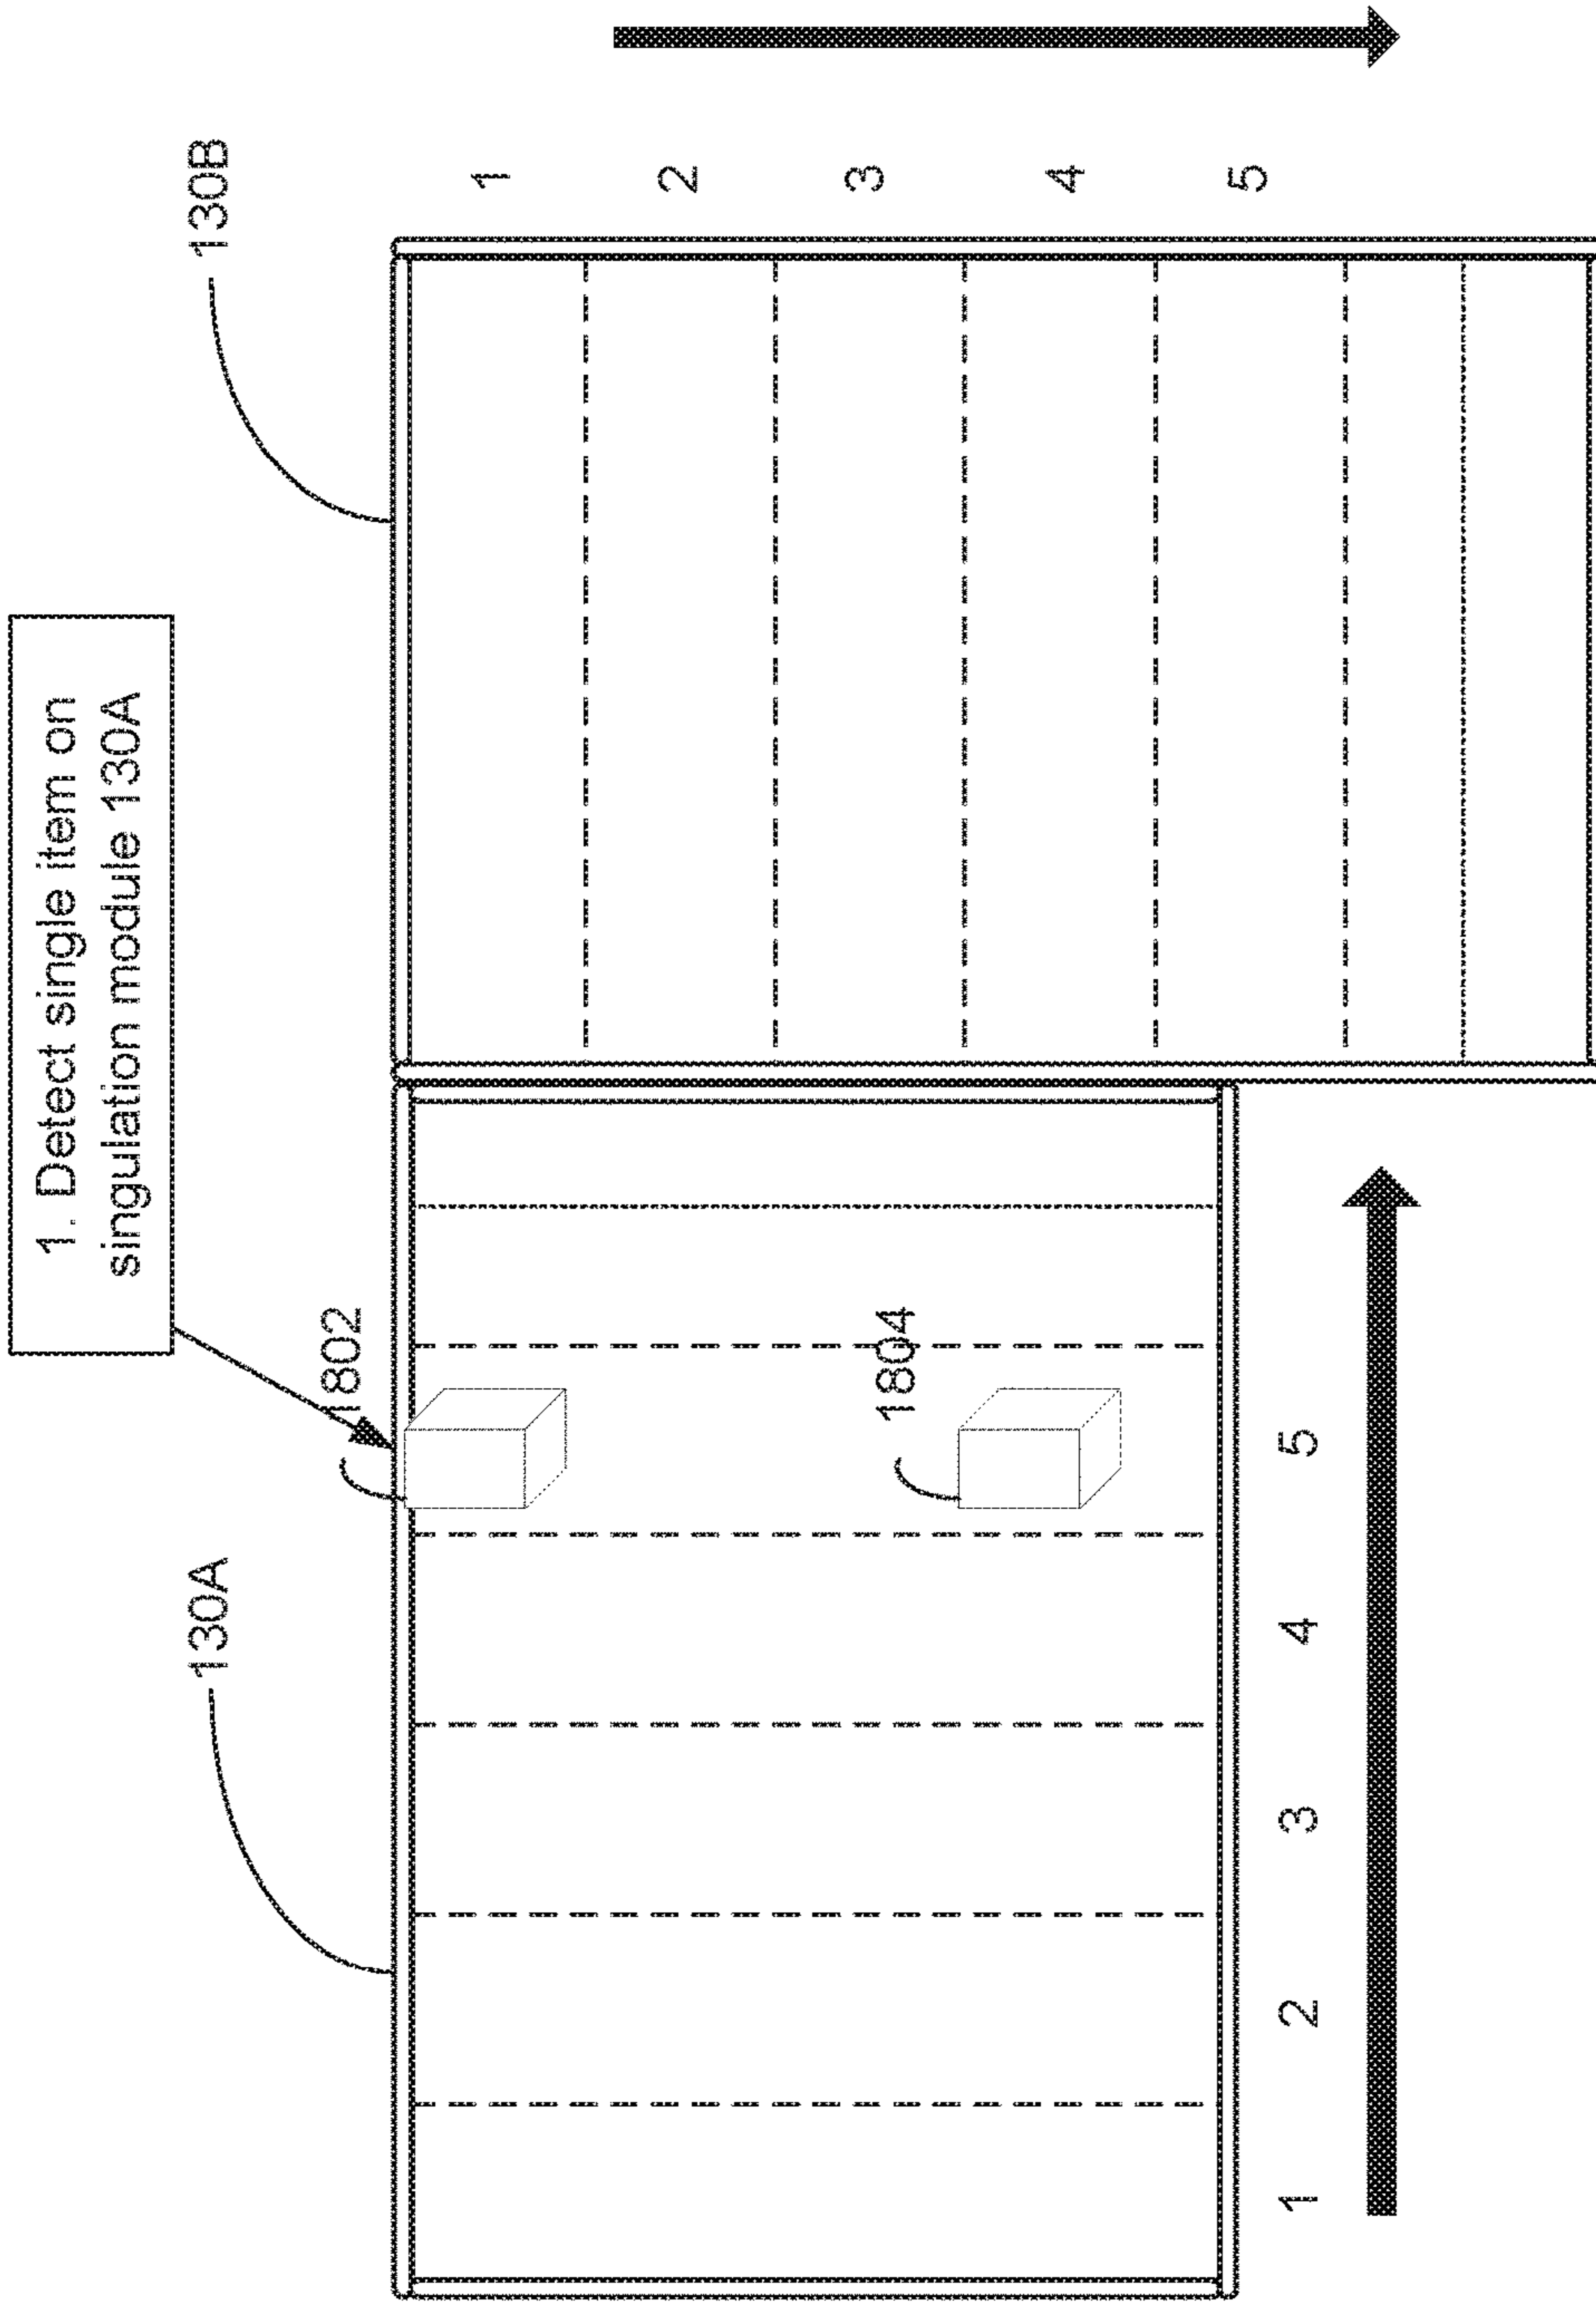 1. Detect single item on
singulation module 130A
130A
130B
1802
1
2
3
1804
4
5
1 2 3 4 5